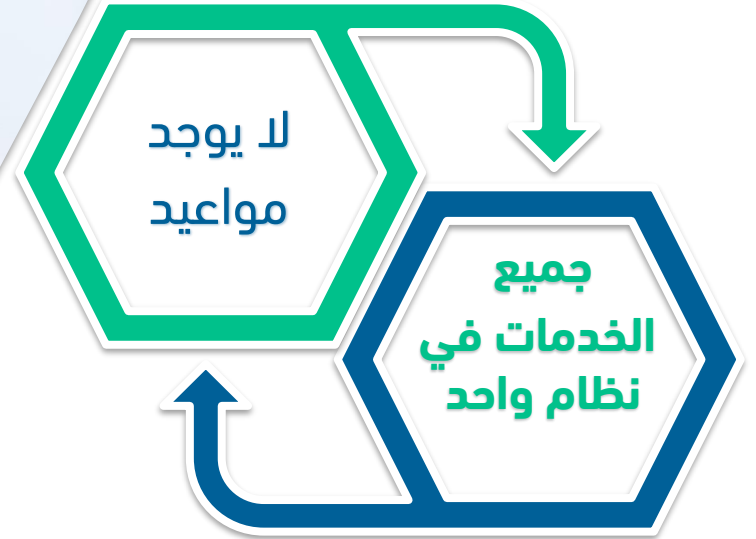 لا يوجد
مواعيد
جميع
الخدمات في
نظام واحد